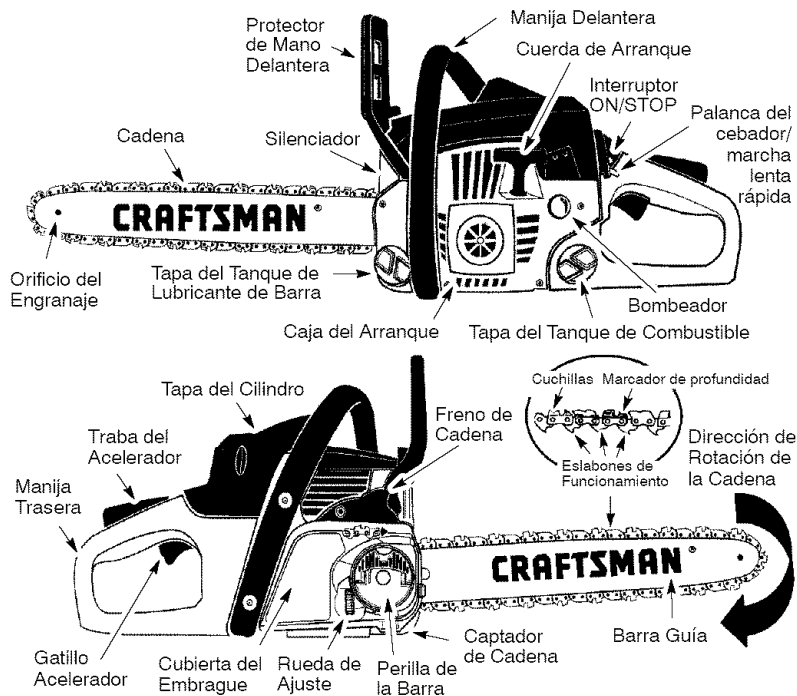 Protector
de Mano
Delantera
Manija Delantera
Cuerda de Arranque
Interruptor
ON/STOP
Palanca del
cebador/
marcha
lenta
rápida
Cadena
Silenciador
CRAFTSMAN
Orificio del
Engranaje
Tapa del Tanque de
Lubricante de Barra
Bombeador
Caja del Arranque
Tapa del Tanque de Combustible
Tapa del Cilindro
Cuchillas
Marcador de profundidad
Freno de
Cadena
Traba del
Acelerador
Dirección de
Rotación de
la Cadena
Eslabones de
Funcionamiento
Manija
Trasera
CRAFTSMAN
Gatillo
Acelerador
Cubierta del
Embrague
Rueda de
Ajuste
Perilla de
la Barra
Captador
de Cadena
Barra Guía